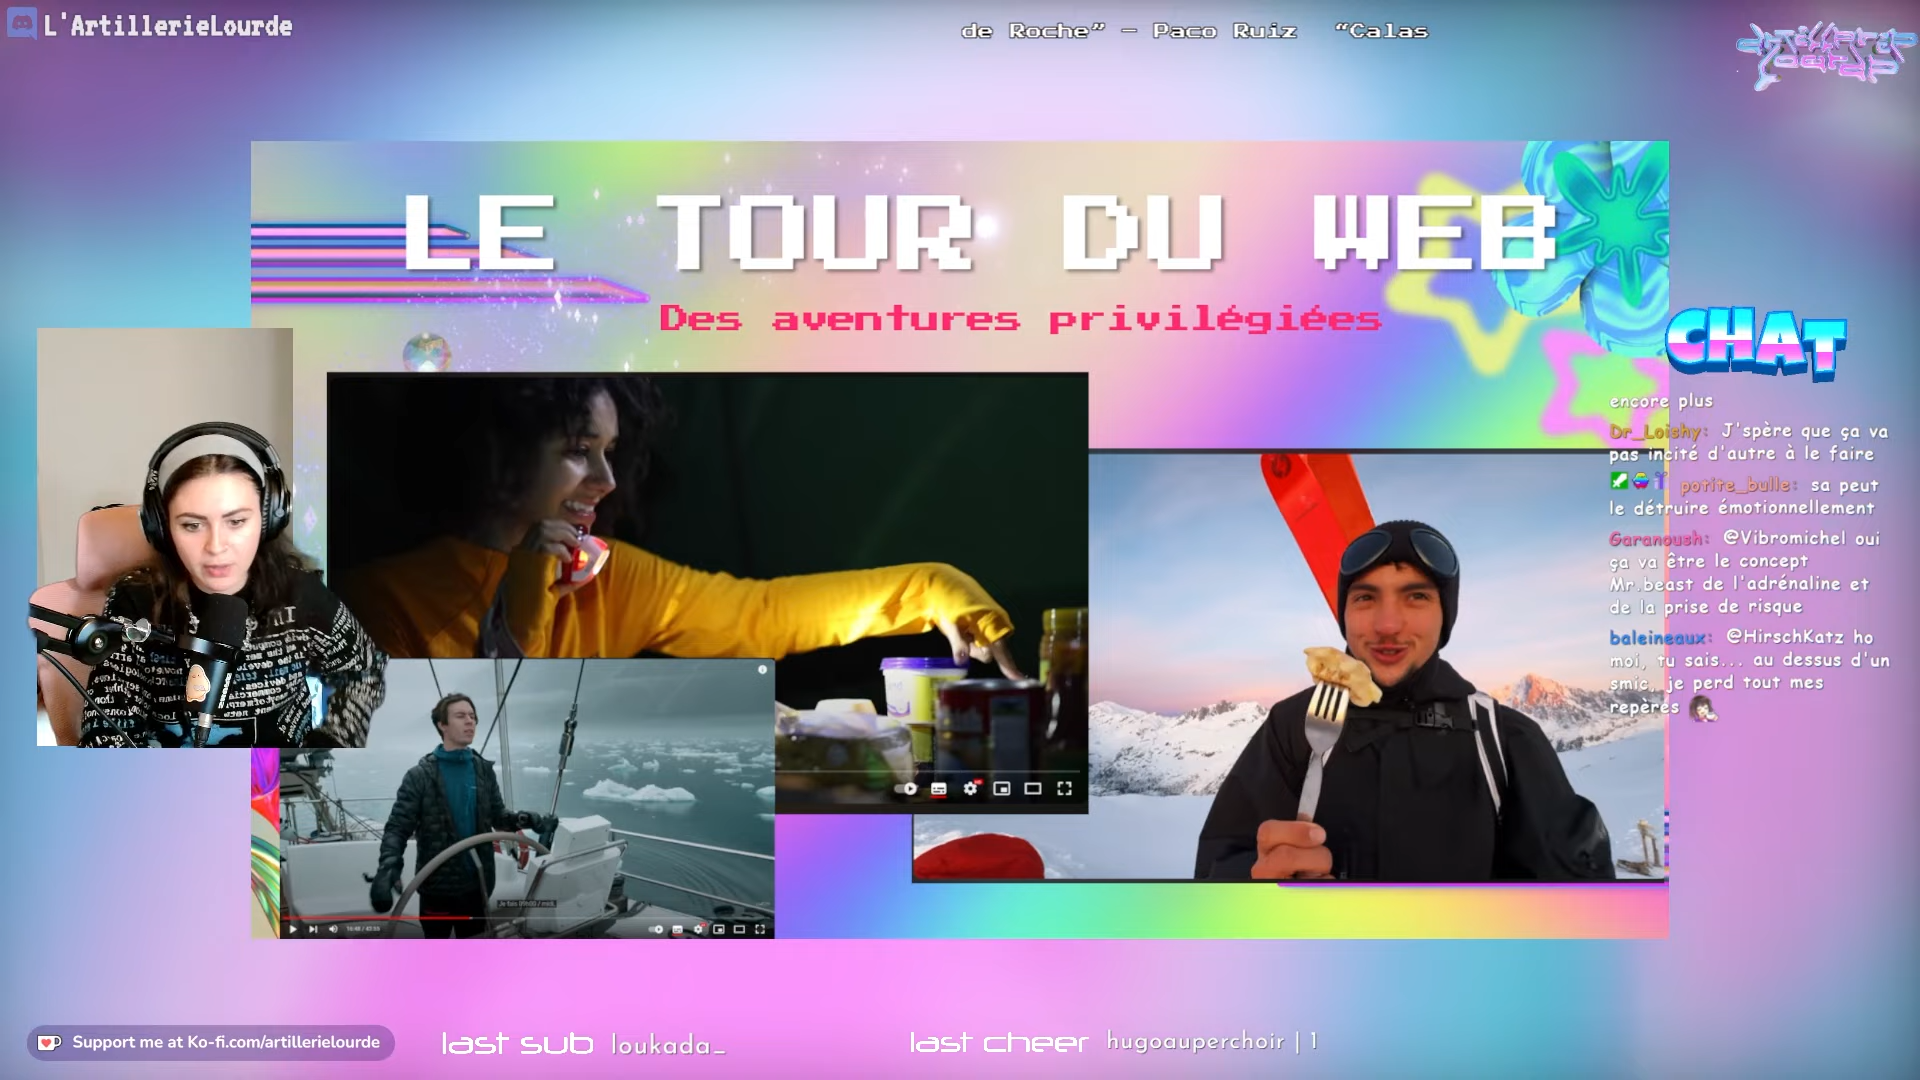 L'ArtillerieLourde
de Roche” – Paco Ruiz “Calas
LE TOUR DU WEB
Des aventures privilégiées
CHAT
encore plus
Dr_Loishy: J'spère que ça va
pas incité d'autre à le faire
potite_bulle: sa peut
le détruire émotionnellement
Garanoush: @Vibromichel oui
ça va être le concept
Mr.beast de l'adrénaline et
de la prise de risque
baleineaux: @HirschKatz ho
moi, tu sais... au dessus d'un
smic, je perd tout mes
repères
Support me at Ko-fi.com/artillerielourde
last sub loukada_
last cheer hugoauperchoir | 1